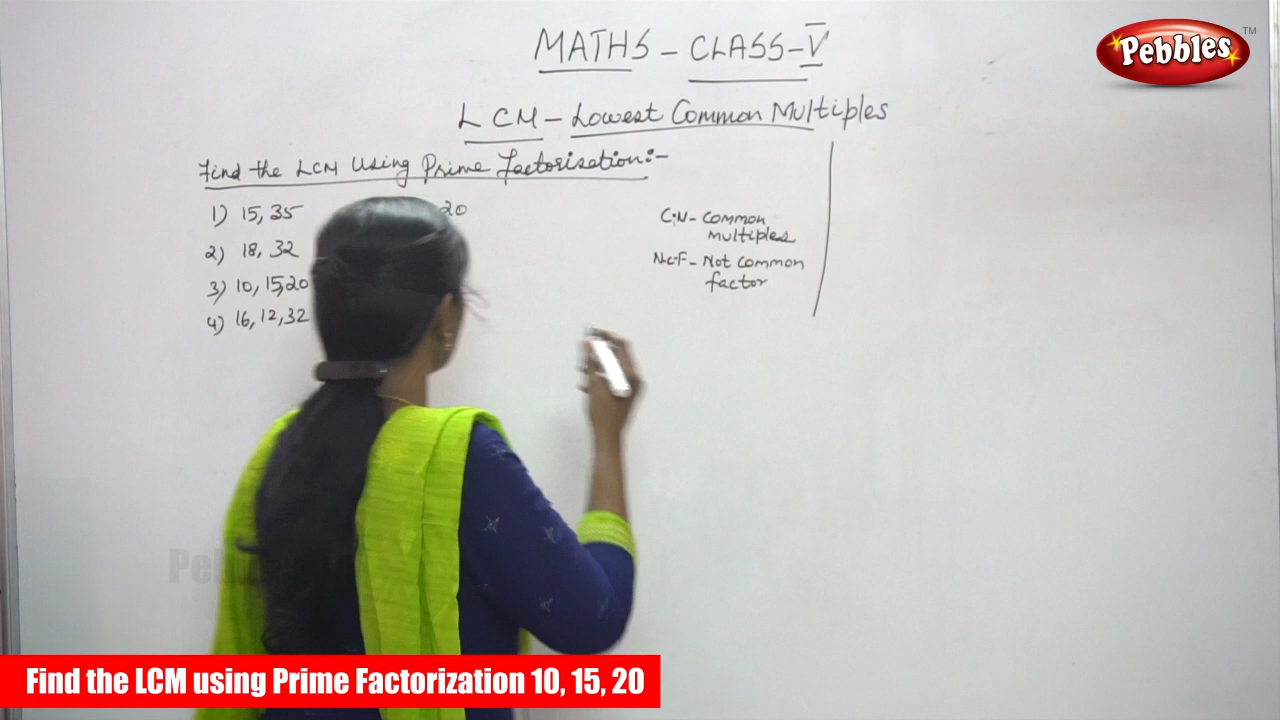 MATHS - CLASS - V
Pebbles TM
LCM - Lowest Common Multiples
Find the LCM Using Prime Factorisation:-
1) 15, 35
20
2) 18, 32
3) 10, 15, 20
4) 16, 12, 32
C.N - Common
multiples
N.C.F - Not common
factor
Find the LCM using Prime Factorization 10, 15, 20